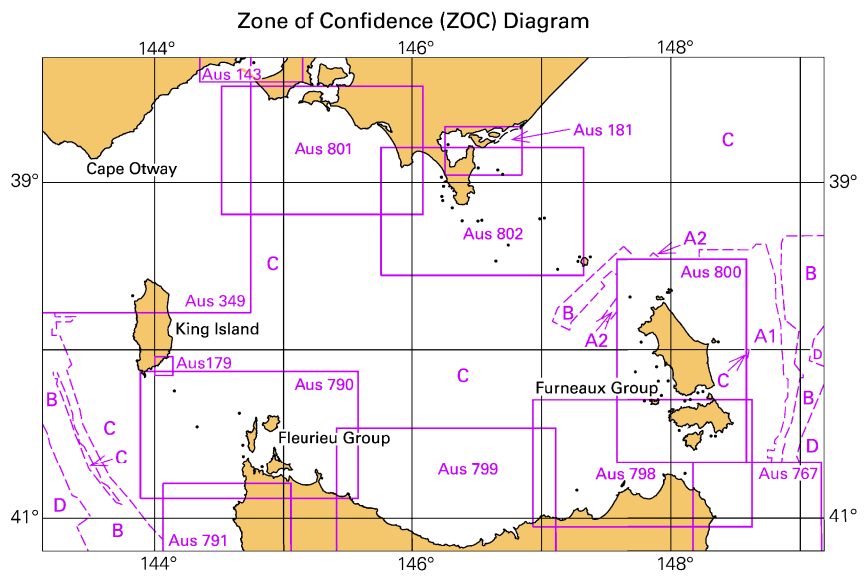 Zone of Confidence (ZOC) Diagram
144° 146° 148°
Aus 143
Aus 181
C
Aus 801
Cape Otway
39° 39°
Aus 802
A2
C
Aus 800
B
Aus 349
B
A1
King Island
A2
D
Aus179
C
C
Aus 790
Furneaux Group
B
B
C
Fleurieu Group
D
C
Aus 799
Aus 798
Aus 767
D
41° 41°
B
Aus 791
144° 146° 148°